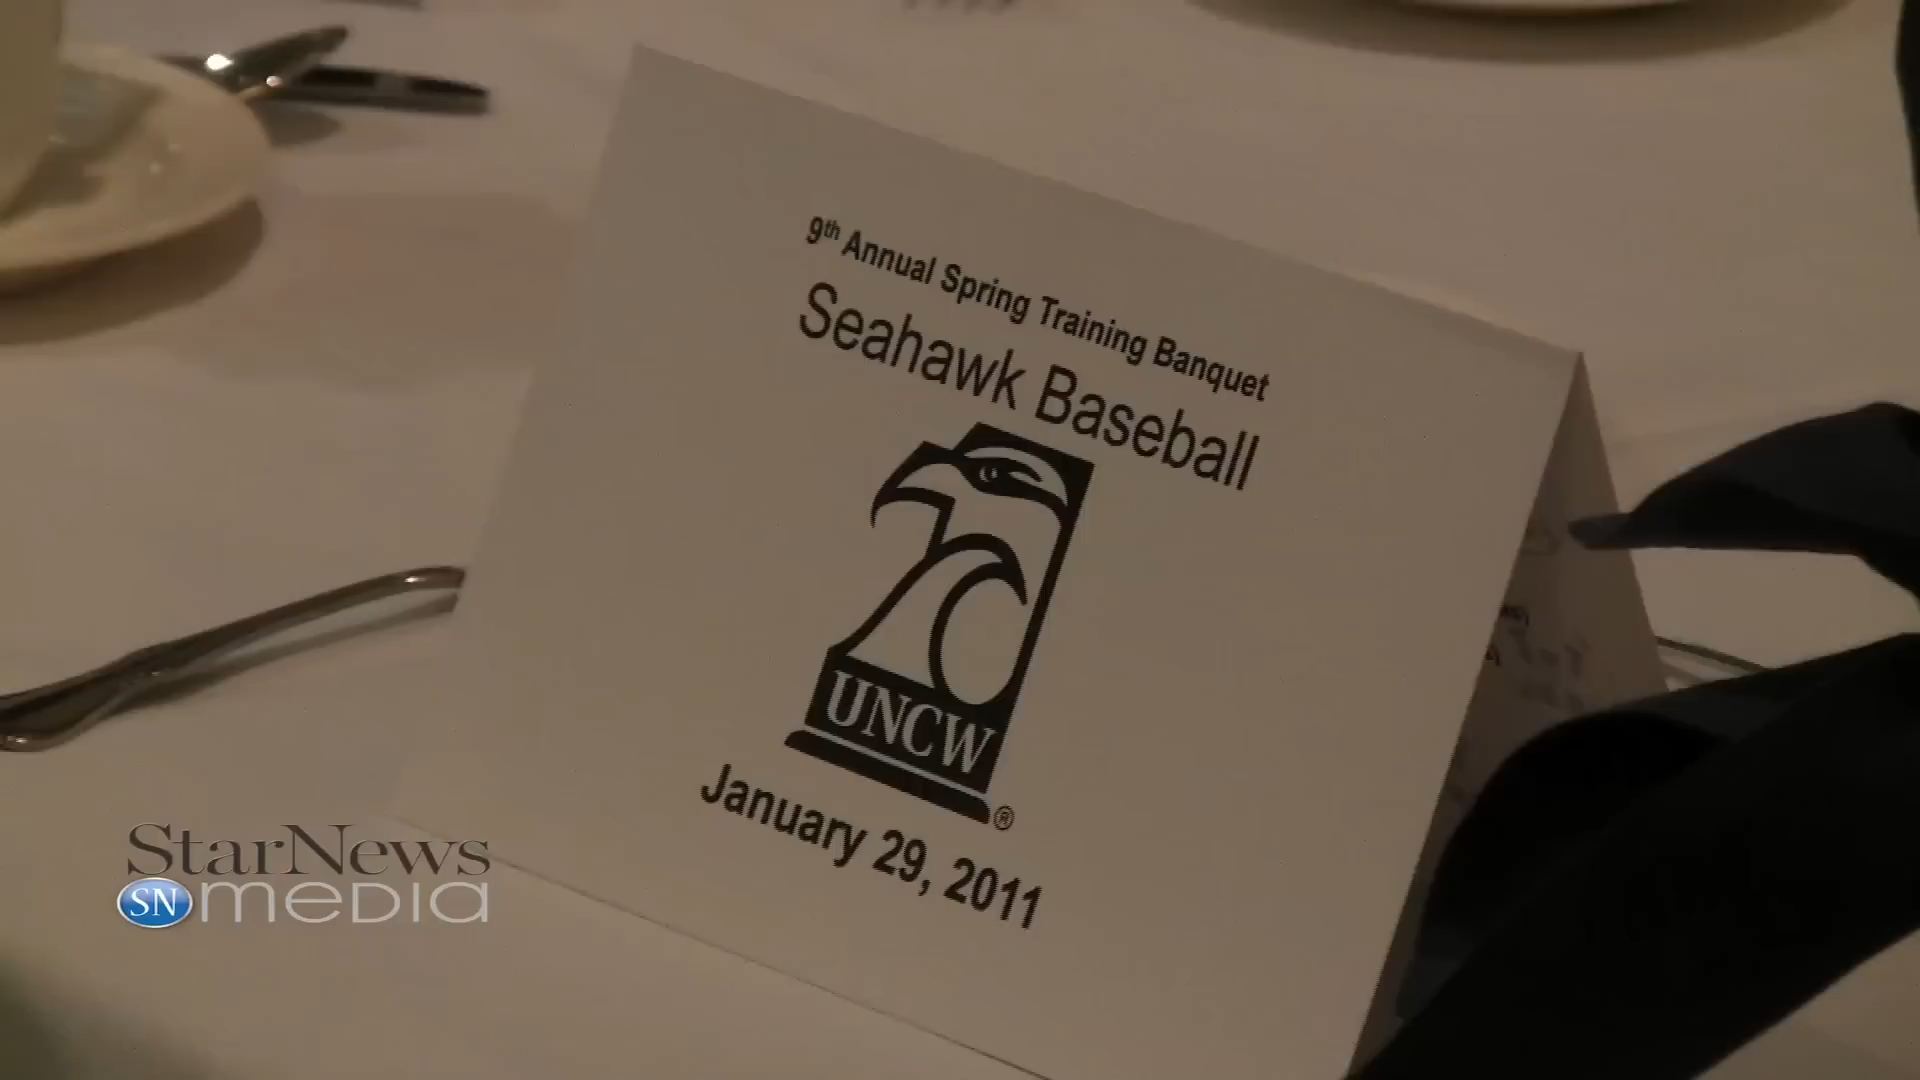 9th Annual Spring Training Banquet
Seahawk Baseball
UNCW
®
January 29, 2011
StarNews
SN media